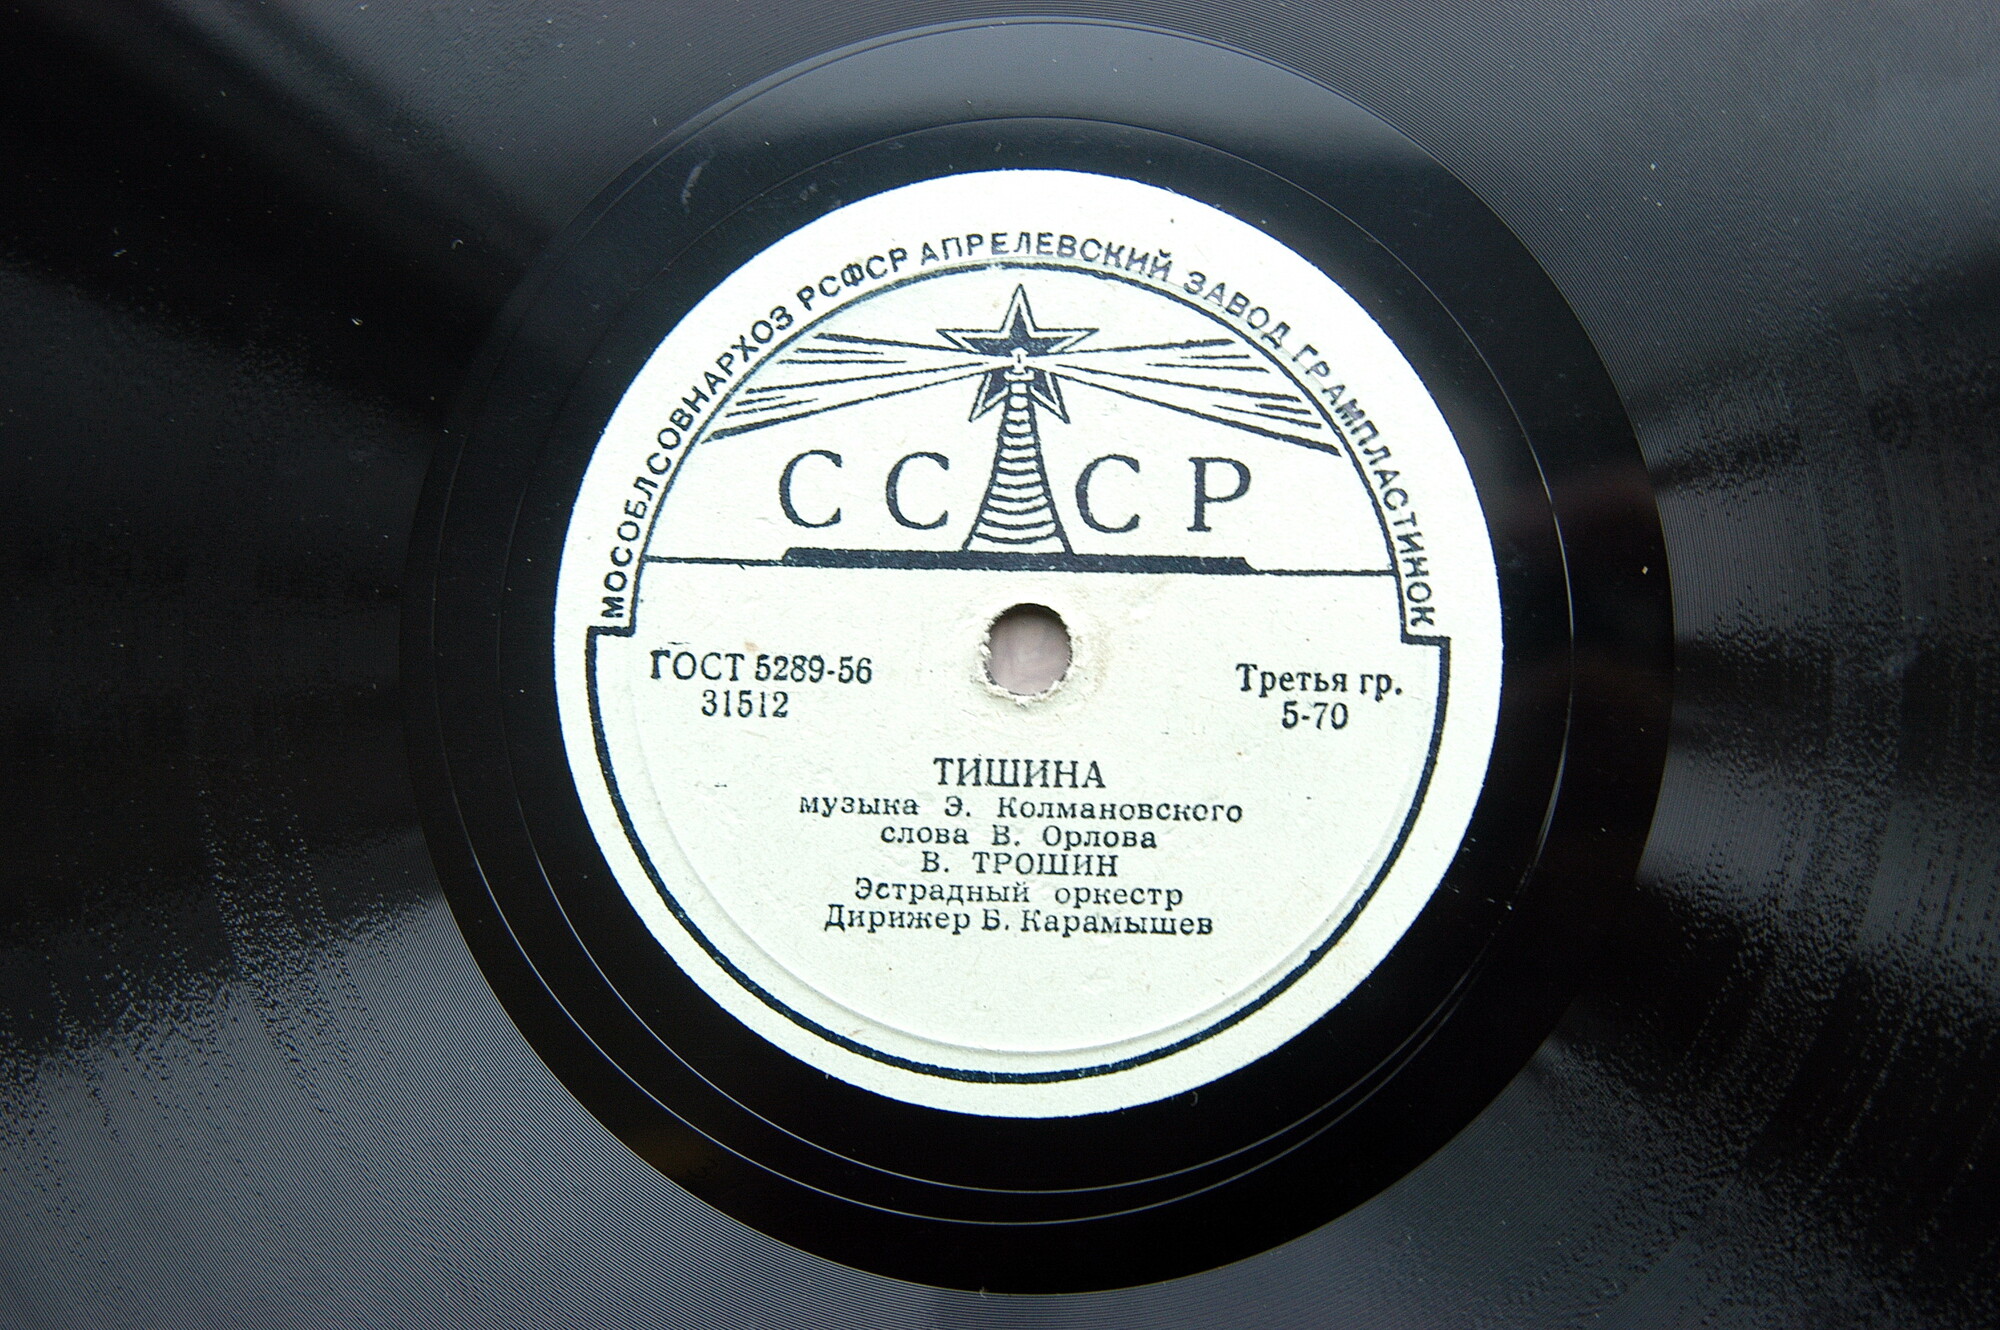 МОСОБЛСОВНАРХОЗ РСФСР АПРЕЛЕВСКИЙ ЗАВОД ГРАМПЛАСТИНОК
СССР
ГОСТ 5289-56
31512
Третья гр.
5-70
ТИШИНА
музыка Э. Колмановского
слова В. Орлова
В. ТРОШИН
Эстрадный оркестр
Дирижер Б. Карамышев